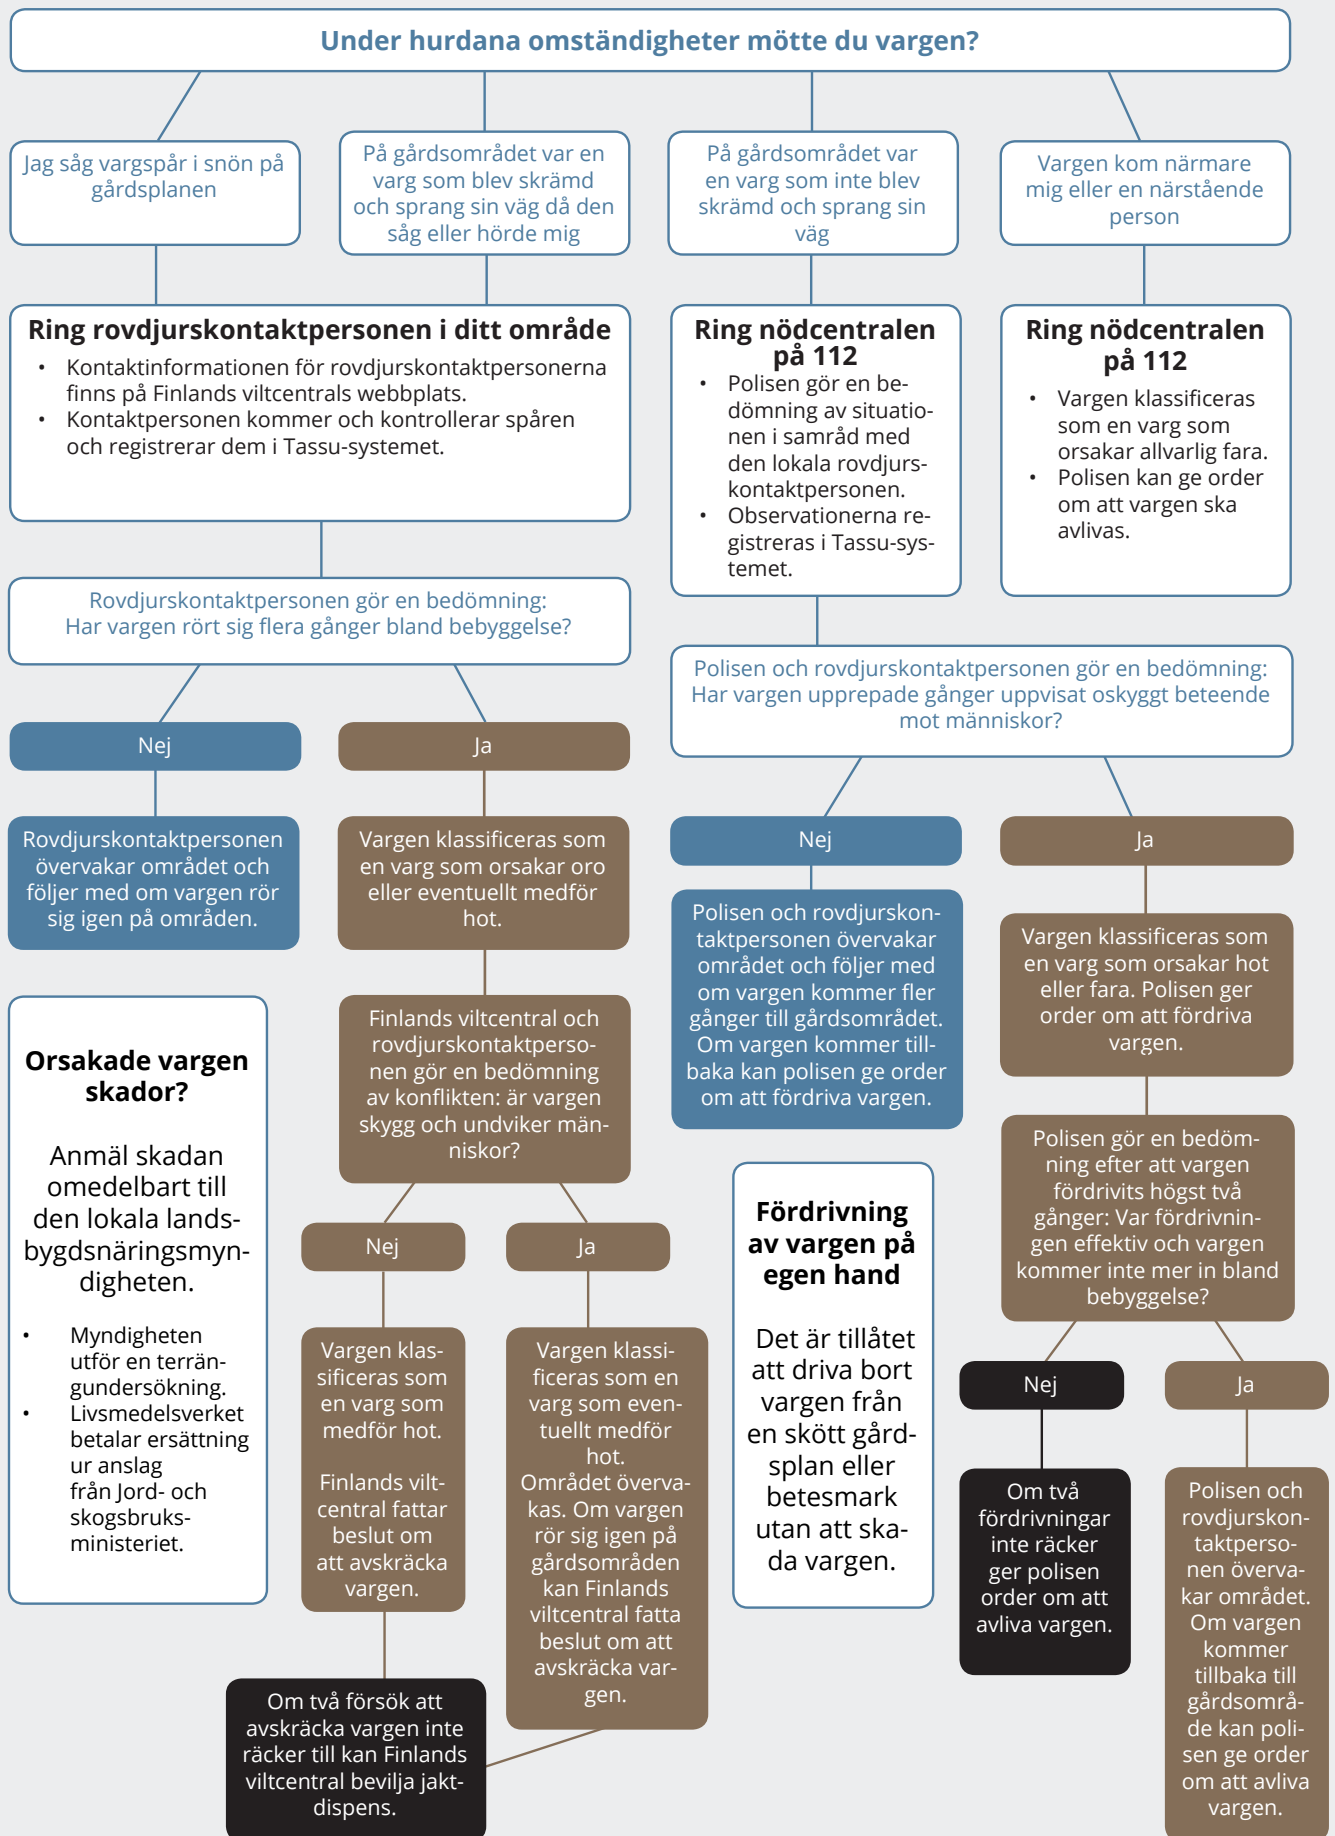 Under hurdana omständigheter mötte du vargen?
Jag såg vargspår i snön på
gårdsplanen
På gårdsområdet var en
varg som blev skrämd
och sprang sin väg då den
såg eller hörde mig
På gårdsområdet var
en varg som inte blev
skrämd och sprang sin
väg
Vargen kom närmare
mig eller en närstående
person
Ring rovdjurskontaktpersonen i ditt område
• Kontaktinformationen för rovdjurskontaktpersonerna
finns på Finlands viltcentrals webbplats.
• Kontaktpersonen kommer och kontrollerar spåren
och registrerar dem i Tassu-systemet.
Ring nödcentralen
på 112
• Polisen gör en be-
dömning av situatio-
nen i samråd med
den lokala rovdjurs-
kontaktpersonen.
• Observationerna re-
gistreras i Tassu-sys-
temet.
Ring nödcentralen
på 112
• Vargen klassificeras
som en varg som
orsakar allvarlig fara.
• Polisen kan ge order
om att vargen ska
avlivas.
Rovdjurskontaktpersonen gör en bedömning:
Har vargen rört sig flera gånger bland bebyggelse?
Polisen och rovdjurskontaktpersonen gör en bedömning:
Har vargen upprepade gånger uppvisat oskyggt beteende
mot människor?
Nej
Ja
Rovdjurskontaktpersonen
övervakar området och
följer med om vargen rör
sig igen på områden.
Vargen klassificeras som
en varg som orsakar oro
eller eventuellt medför
hot.
Nej
Ja
Polisen och rovdjurskon-
taktpersonen övervakar
området och följer med
om vargen kommer fler
gånger till gårdsområdet.
Om vargen kommer till-
baka kan polisen ge order
om att fördriva vargen.
Vargen klassificeras som
en varg som orsakar hot
eller fara. Polisen ger
order om att fördriva
vargen.
Orsakade vargen
skador?
Anmäl skadan
omedelbart till
den lokala lands-
bygdsnäringsmyn-
digheten.
• Myndigheten
utför en terrän-
gundersökning.
• Livsmedelsverket
betalar ersättning
ur anslag
från Jord- och
skogsbruks-
ministeriet.
Finlands viltcentral och
rovdjurskontaktperso-
nen gör en bedömning
av konflikten: är vargen
skygg och undviker män-
niskor?
Nej
Ja
Vargen klas-
sificeras som
en varg som
medför hot.
Finlands vilt-
central fattar
beslut om
att avskräcka
vargen.
Vargen klassi-
ficeras som en
varg som even-
tuellt medför
hot.
Området överva-
kas. Om vargen
rör sig igen på
gårdsområden
kan Finlands
viltcentral fatta
beslut om att
avskräcka var-
gen.
Om två försök att
avskräcka vargen inte
räcker till kan Finlands
viltcentral bevilja jakt-
dispens.
Fördrivning
av vargen på
egen hand
Det är tillåtet
att driva bort
vargen från
en skött gård-
splan eller
betesmark
utan att ska-
da vargen.
Polisen gör en bedöm-
ning efter att vargen
fördrivits högst två
gånger: Var fördrivnin-
gen effektiv och vargen
kommer inte mer in bland
bebyggelse?
Nej
Ja
Om två
fördrivningar
inte räcker
ger polisen
order om att
avliva vargen.
Polisen och
rovdjurskon-
taktperso-
nen överva-
kar området.
Om vargen
kommer
tillbaka till
gårdsområ-
de kan poli-
sen ge order
om att avliva
vargen.